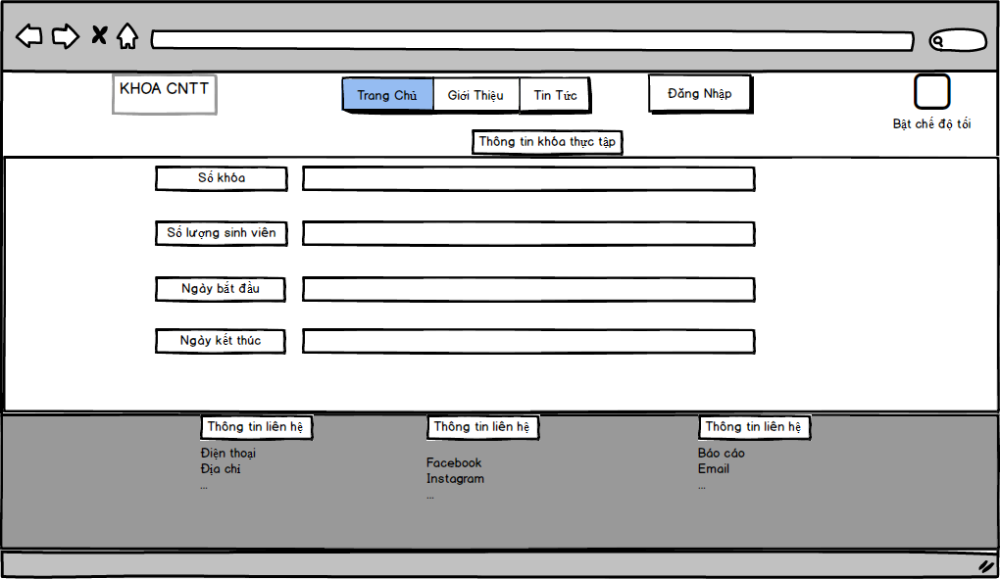 KHOA CNTT
Trang Chủ
Giới Thiệu
Tin Tức
Đăng Nhập
Bật chế độ tối
Thông tin khóa thực tập
Số khóa
Số lượng sinh viên
Ngày bắt đầu
Ngày kết thúc
Thông tin liên hệ
Điện thoại
Địa chỉ
...
Thông tin liên hệ
Facebook
Instagram
...
Thông tin liên hệ
Báo cáo
Email
...